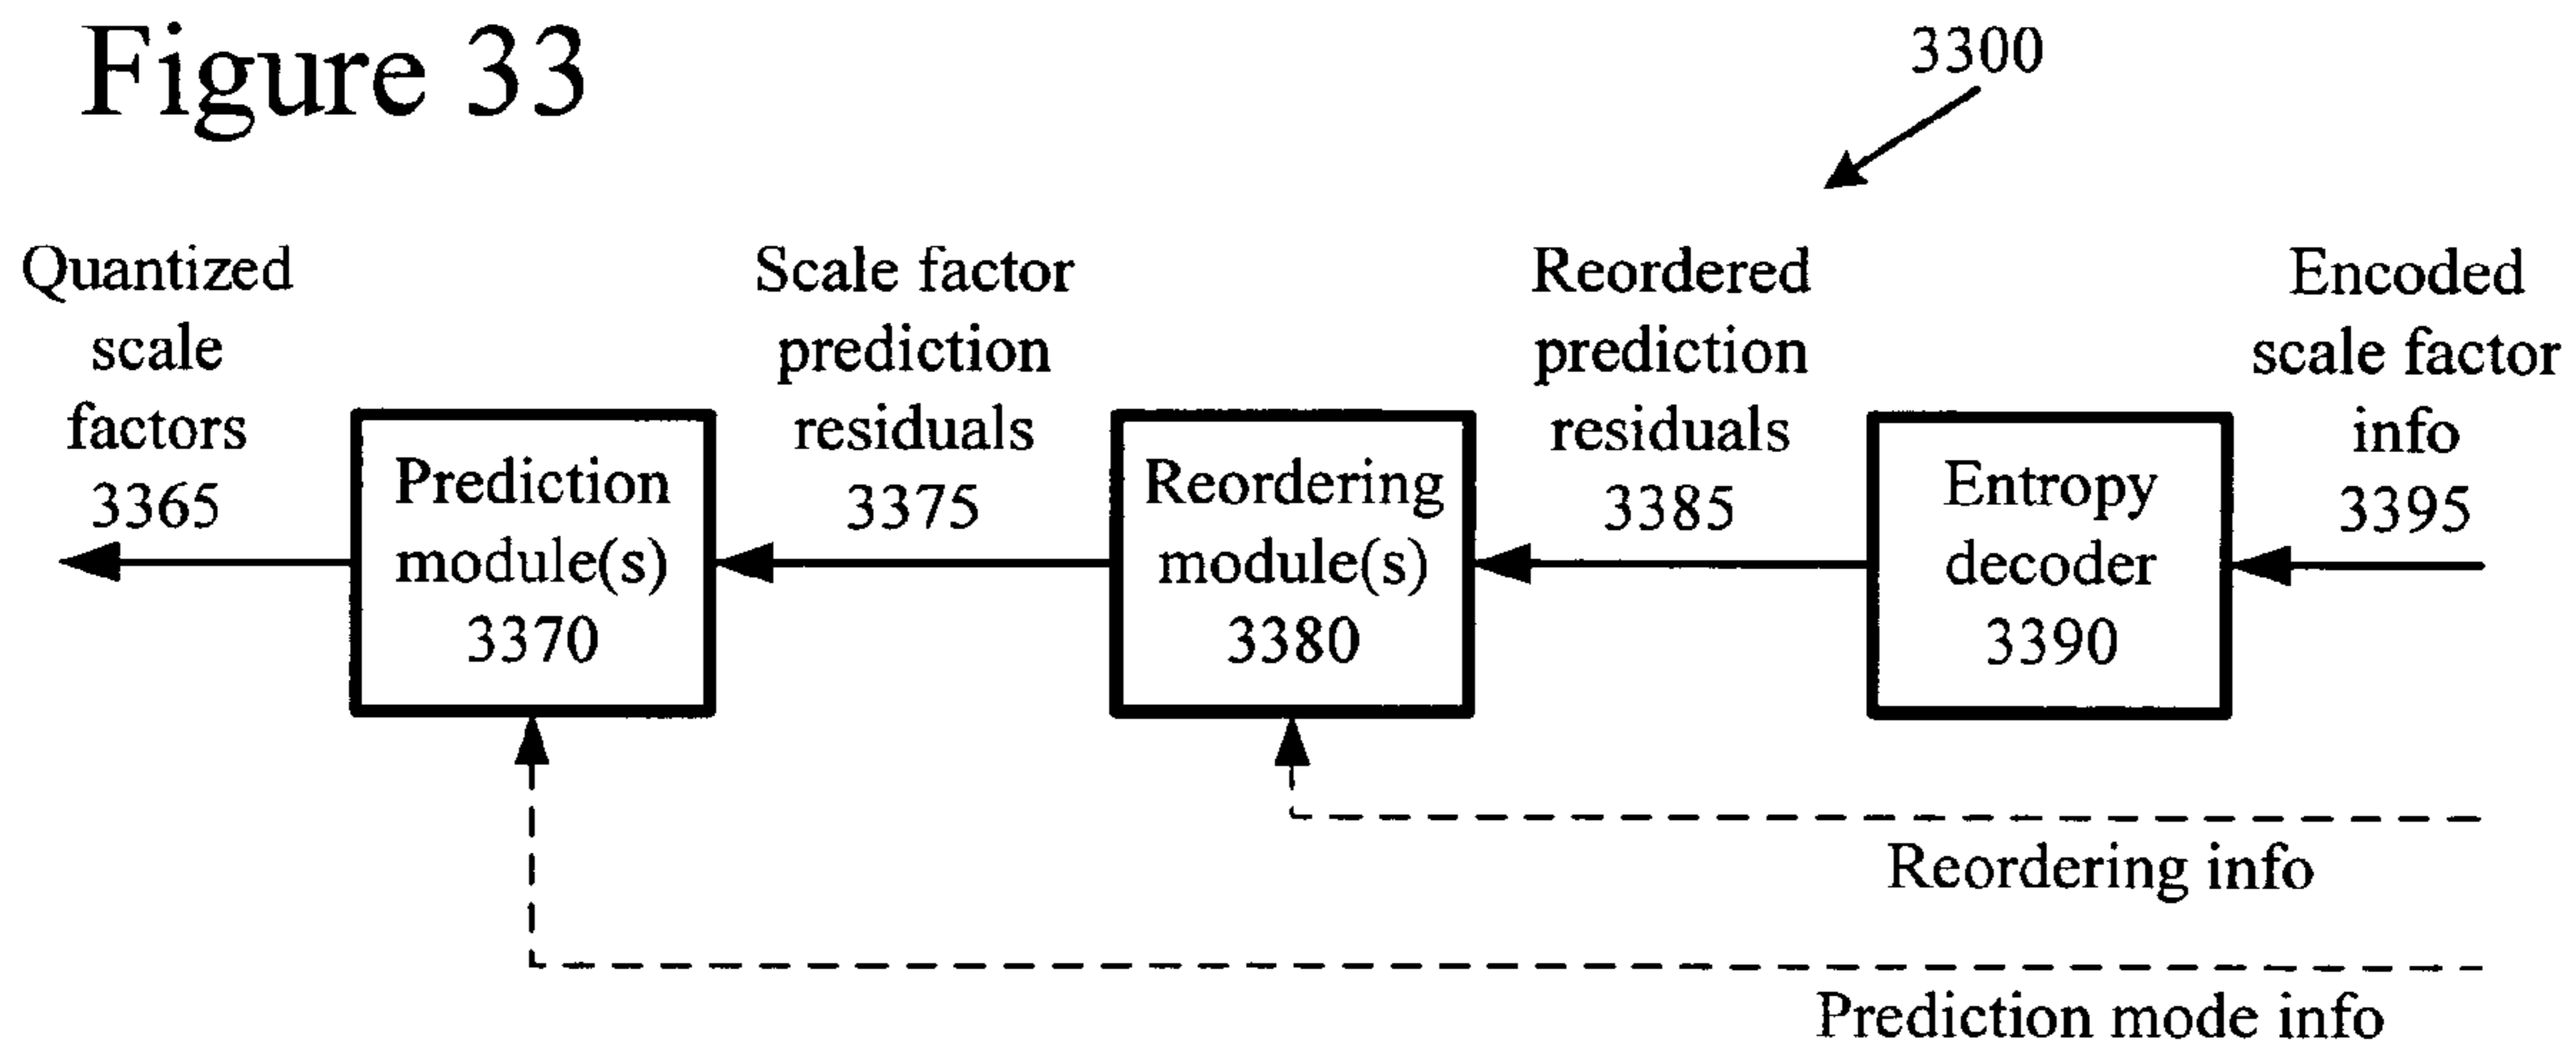 Figure 33
3300
Quantized
scale
factors
3365
Scale factor
prediction
residuals
3375
Reordered
prediction
residuals
3385
Encoded
scale factor
info
3395
Prediction
module(s)
3370
Reordering
module(s)
3380
Entropy
decoder
3390
Reordering info
Prediction mode info